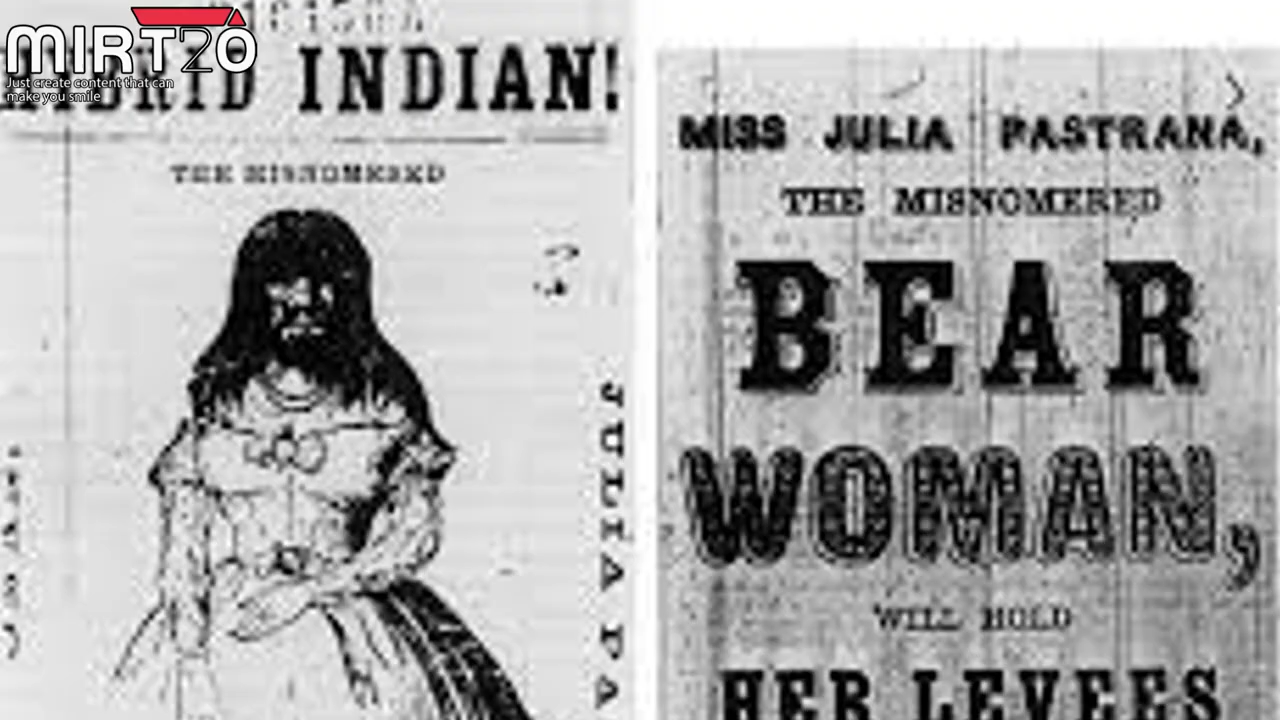 MIRT20
Just create content that can
make you smile
INDIAN!
THE MISNOMERED
JULIA PA
MISS JULIA PASTRANA,
THE MISNOMERED
BEAR
WOMAN,
WILL HOLD
HER LEVEES